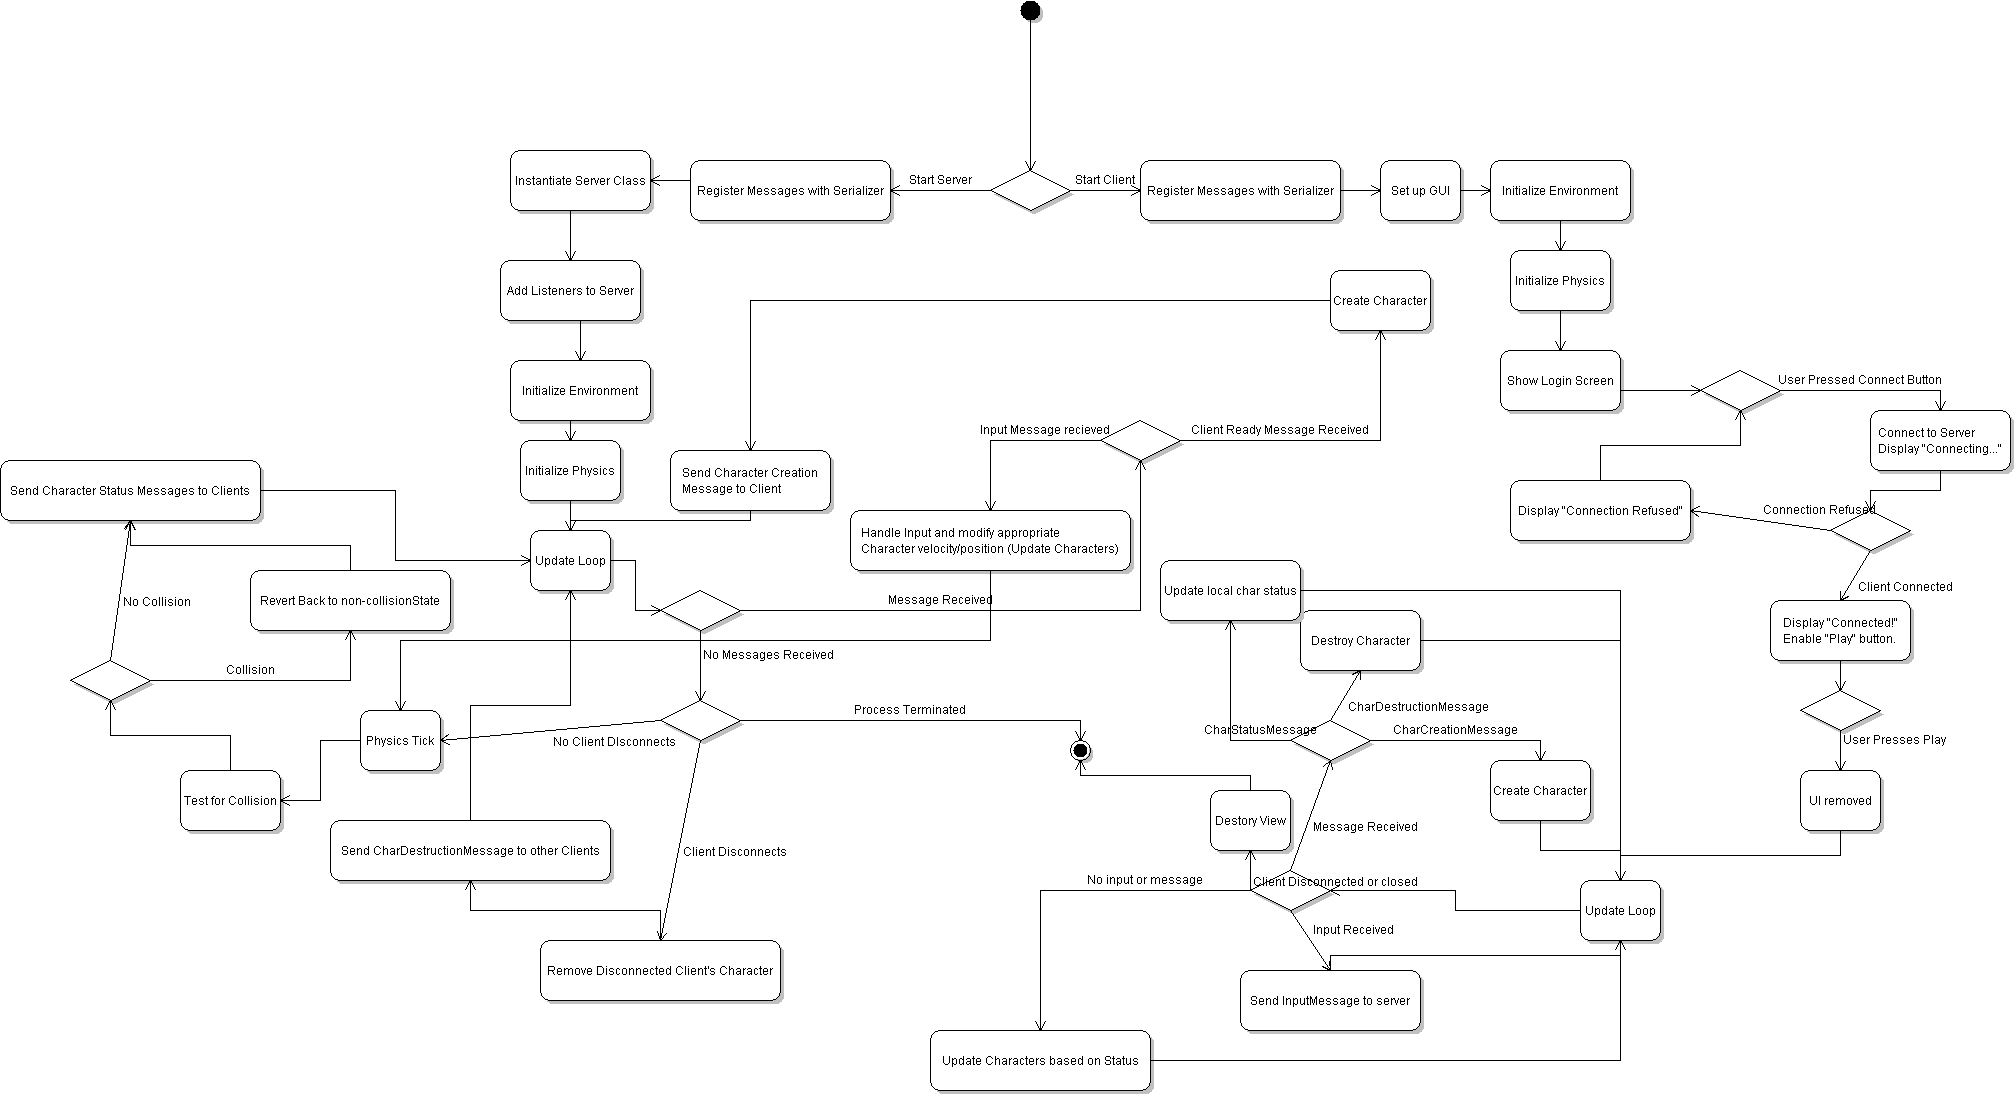 Start Server
Start Client
Instantiate Server Class
Register Messages with Serializer
Register Messages with Serializer
Set up GUI
Initialize Environment
Add Listeners to Server
Create Character
Initialize Physics
Initialize Environment
Show Login Screen
User Pressed Connect Button
Input Message recieved
Client Ready Message Received
Connect to Server
Display "Connecting..."
Initialize Physics
Send Character Creation
Message to Client
Send Character Status Messages to Clients
Display "Connection Refused"
Connection Refused
Handle Input and modify appropriate
Character velocity/position (Update Characters)
Update Loop
Update local char status
Client Connected
No Collision
Revert Back to non-collisionState
Message Received
Display "Connected!"
Enable "Play" button.
Destroy Character
No Messages Received
Collision
CharDestructionMessage
Process Terminated
CharStatusMessage
CharCreationMessage
Physics Tick
No Client DIsconnects
User Presses Play
Test for Collision
Create Character
UI removed
Destory View
Message Received
Send CharDestructionMessage to other Clients
Client Disconnects
No input or message
Client Disconnected or closed
Update Loop
Input Received
Remove Disconnected Client's Character
Send InputMessage to server
Update Characters based on Status